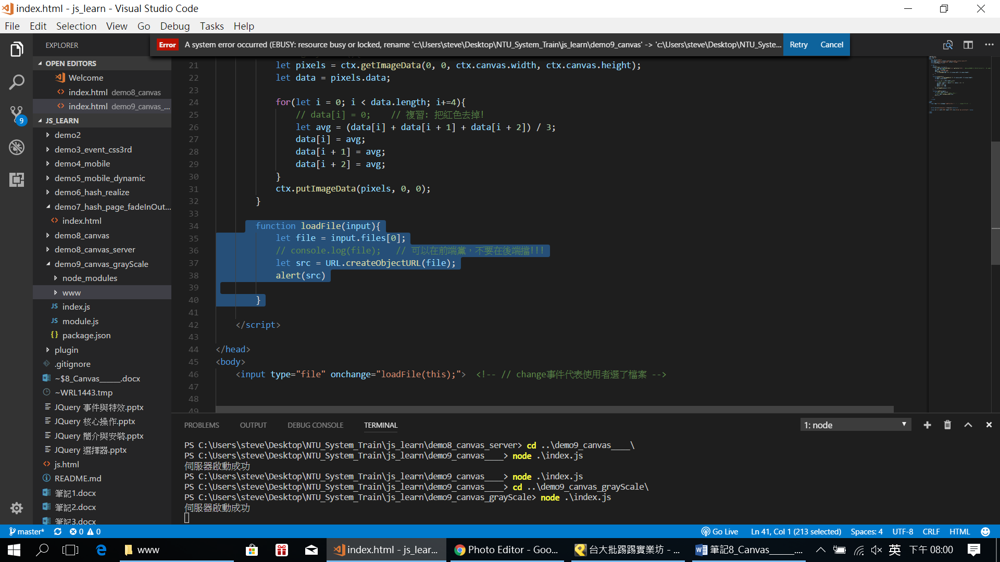 index.html - js_learn - Visual Studio Code
File Edit Selection View Go Debug Tasks Help
EXPLORER
Error A system error occurred (EBUSY: resource busy or locked, rename 'c:\Users\steve\Desktop\NTU_System_Train\js_learn\demo9_canvas' -> 'c:\Users\steve\Desktop\NTU_Syste... Retry Cancel
OPEN EDITORS
Welcome
index.html demo8_canvas
index.html demo9_canvas_...
JS_LEARN
9
demo2
demo3_event_css3rd
demo4_mobile
demo5_mobile_dynamic
demo6_hash_realize
demo7_hash_page_fadeInOut...
index.html
demo8_canvas
demo8_canvas_server
demo9_canvas_grayScale
node_modules
www
JS index.js
JS module.js
{} package.json
plugin
.gitignore
~$8_Canvas_____.docx
~WRL1443.tmp
JQuery 事件與特效.pptx
JQuery 核心操作.pptx
JQuery 簡介與安裝.pptx
JQuery 選擇器.pptx
js.html
README.md
筆記1.docx
筆記2.docx
筆記3.docx
21 let pixels = ctx.getImageData(0, 0, ctx.canvas.width, ctx.canvas.height);
22 let data = pixels.data;
23
24 for(let i = 0; i < data.length; i+=4){
25 // data[i] = 0; // 複習: 把紅色去掉!
26 let avg = (data[i] + data[i + 1] + data[i + 2]) / 3;
27 data[i] = avg;
28 data[i + 1] = avg;
29 data[i + 2] = avg;
30 }
31 ctx.putImageData(pixels, 0, 0);
32 }
33
34 function loadFile(input){
35 let file = input.files[0];
36 // console.log(file); // 可以在前端黨，不要在後端擋!!!
37 let src = URL.createObjectURL(file);
38 alert(src)
39
40 }
41
42 </script>
43
44 </head>
45 <body>
46 <input type="file" onchange="loadFile(this);"> <!-- // change事件代表使用者選了檔案 -->
47
48
49
PROBLEMS OUTPUT DEBUG CONSOLE TERMINAL 1: node
PS C:\Users\steve\Desktop\NTU_System_Train\js_learn\demo8_canvas_server> cd ..\demo9_canvas____\
PS C:\Users\steve\Desktop\NTU_System_Train\js_learn\demo9_canvas____> node .\index.js
伺服器啟動成功
PS C:\Users\steve\Desktop\NTU_System_Train\js_learn\demo9_canvas____> node .\index.js
PS C:\Users\steve\Desktop\NTU_System_Train\js_learn\demo9_canvas____> cd ..\demo9_canvas_grayScale\
PS C:\Users\steve\Desktop\NTU_System_Train\js_learn\demo9_canvas_grayScale> node .\index.js
伺服器啟動成功
master* 0 0 Go Live Ln 41, Col 1 (213 selected) Spaces: 4 UTF-8 CRLF HTML
www index.html - js_lear... Photo Editor - Goo... 台大批踢踢實業坊 - ... 筆記8_Canvas_____.... 英 下午 08:00